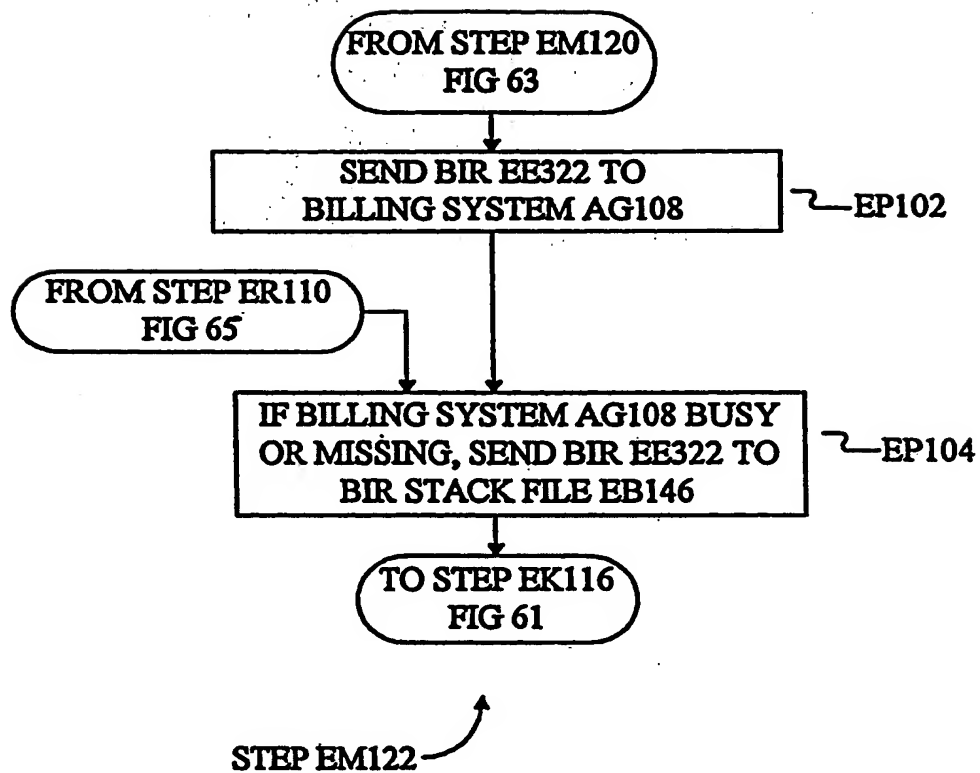 FROM STEP EM120
FIG 63
SEND BIR EE322 TO
BILLING SYSTEM AG108
EP102
FROM STEP ER110
FIG 65
IF BILLING SYSTEM AG108 BUSY
OR MISSING, SEND BIR EE322 TO
BIR STACK FILE EB146
EP104
TO STEP EK116
FIG 61
STEP EM122